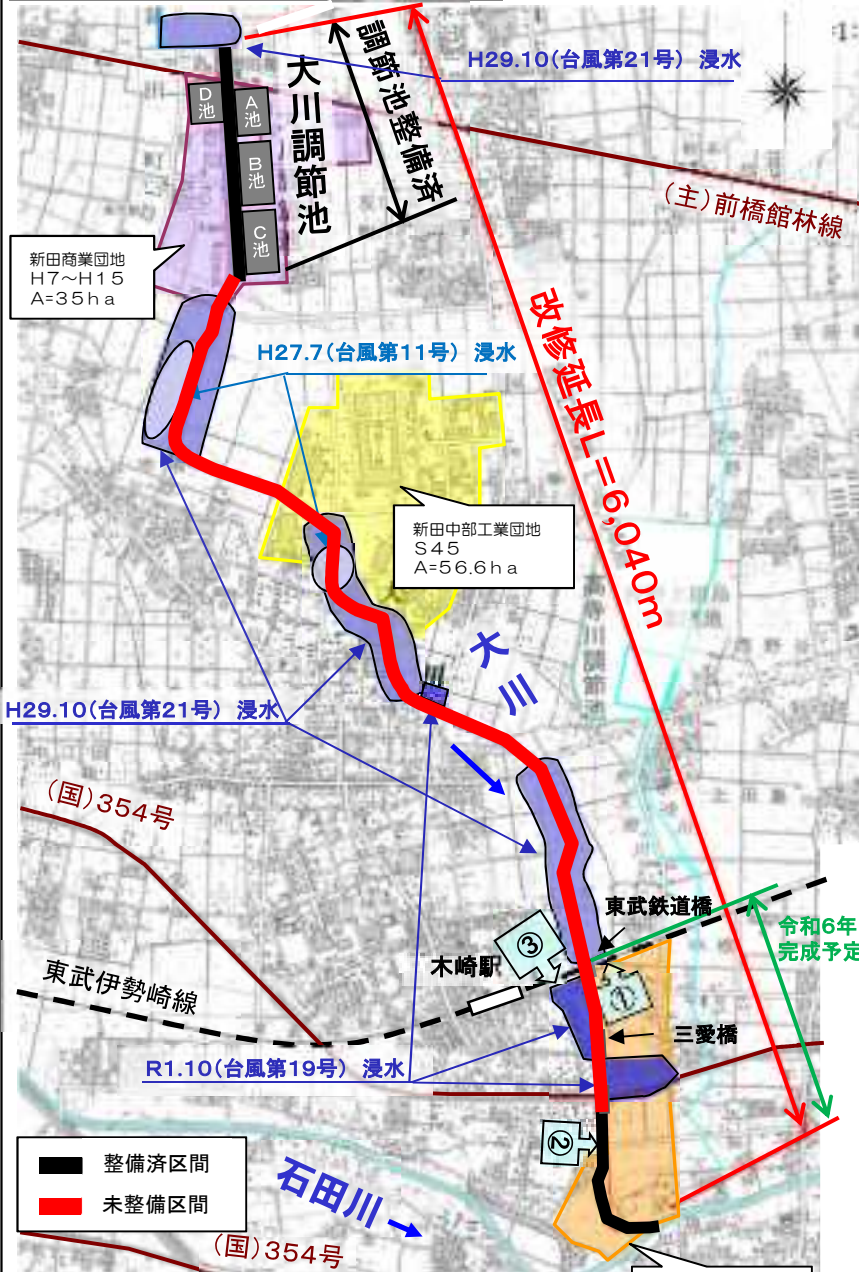 H29.10(台風第21号) 浸水
調節池整備済
大川調節池
D池
A池
B池
C池
(主)前橋館林線
新田商業団地
H7~H15
A=35ha
改修延長L=6,040m
H27.7(台風第11号) 浸水
新田中部工業団地
S45
A=56.6ha
大川
H29.10(台風第21号) 浸水
(国)354号
東武鉄道橋
令和6年
完成予定
③
木崎駅
①
東武伊勢崎線
三愛橋
R1.10(台風第19号) 浸水
②
整備済区間
未整備区間
石田川
(国)354号